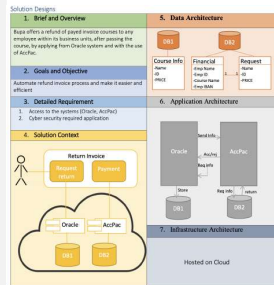 Solution Designs
1. Brief and Overview
Bupa offers a refund of payed invoice courses to any
employee within its business units, after passing the
course, by applying from Oracle system and with the use
of AccPac.
2. Goals and Objective
Automate refund invoice process and make it easier and
efficient
3. Detailed Requirement
1. Access to the systems (Oracle, AccPac)
2. Cyber security required application
4. Solution Context
Return Invoice
Request
return
Payment
Oracle
AccPac
DB1
DB2
5. Data Architecture
DB1
DB2
Course Info
-Name
-ID
-PRICE
Financial
-Emp Name
-Emp ID
-Course Name
-Emp IBAN
Request
-Name
-ID
-PRICE
6. Application Architecture
Oracle
AccPac
Send Info
Req info
Store
Req info
return
DB1
DB2
7. Infrastructure Architecture
Hosted on Cloud